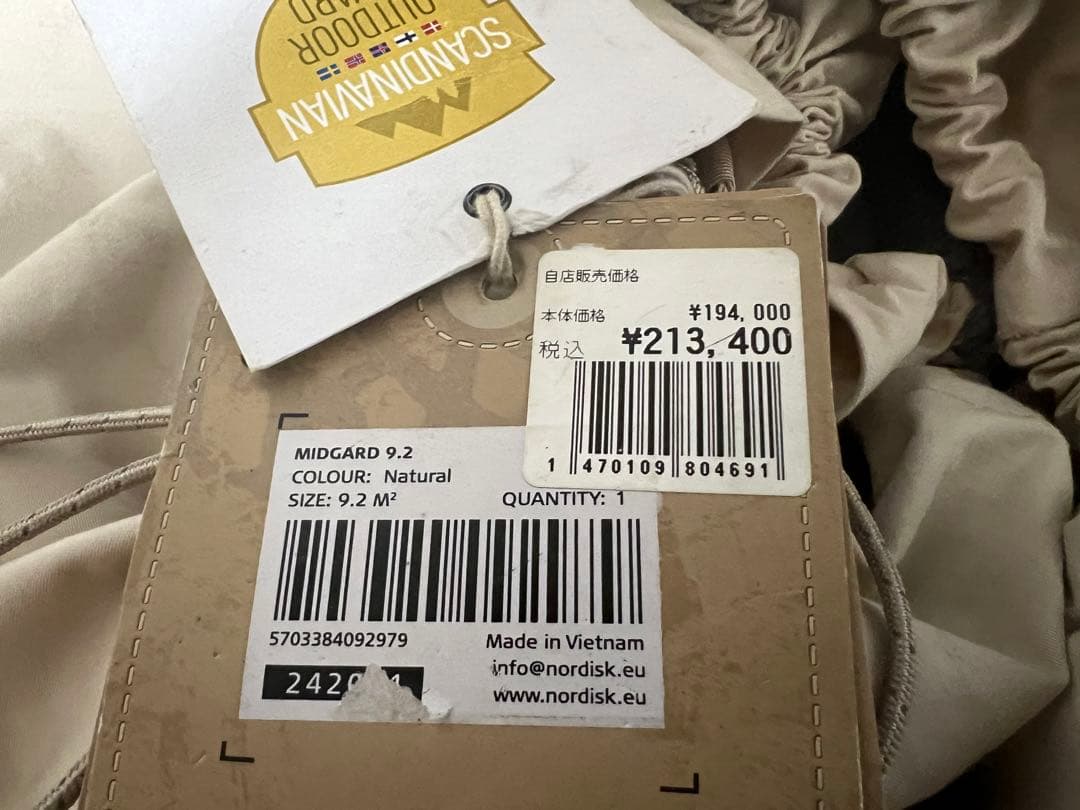 SCANDINAVIAN
OUTDOOR
自店販売価格
本体価格 ¥194,000
税込 ¥213,400
1 470109 804691
MIDGARD 9.2
COLOUR: Natural
SIZE: 9.2 M² QUANTITY: 1
5703384092979 Made in Vietnam
info@nordisk.eu
www.nordisk.eu